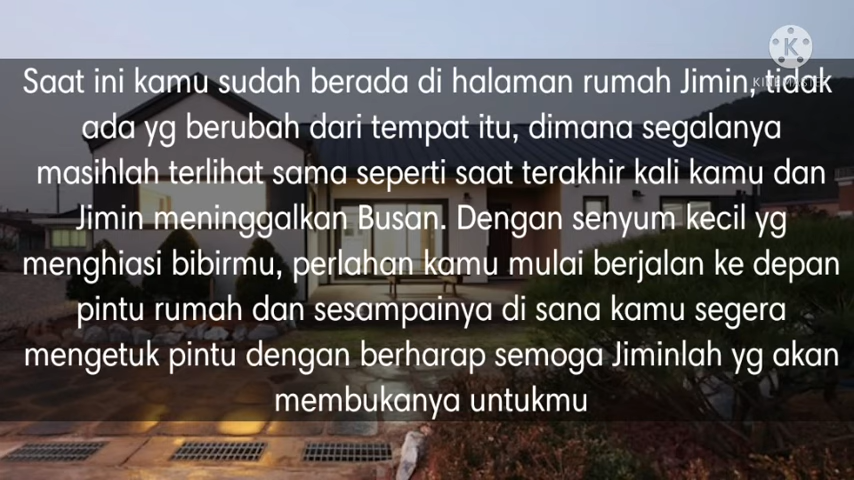 Saat ini kamu sudah berada di halaman rumah Jimin, tidak
ada yg berubah dari tempat itu, dimana segalanya
masihlah terlihat sama seperti saat terakhir kali kamu dan
Jimin meninggalkan Busan. Dengan senyum kecil yg
menghiasi bibirmu, perlahan kamu mulai berjalan ke depan
pintu rumah dan sesampainya di sana kamu segera
mengetuk pintu dengan berharap semoga Jiminlah yg akan
membukanya untukmu
K
KINEMASTER